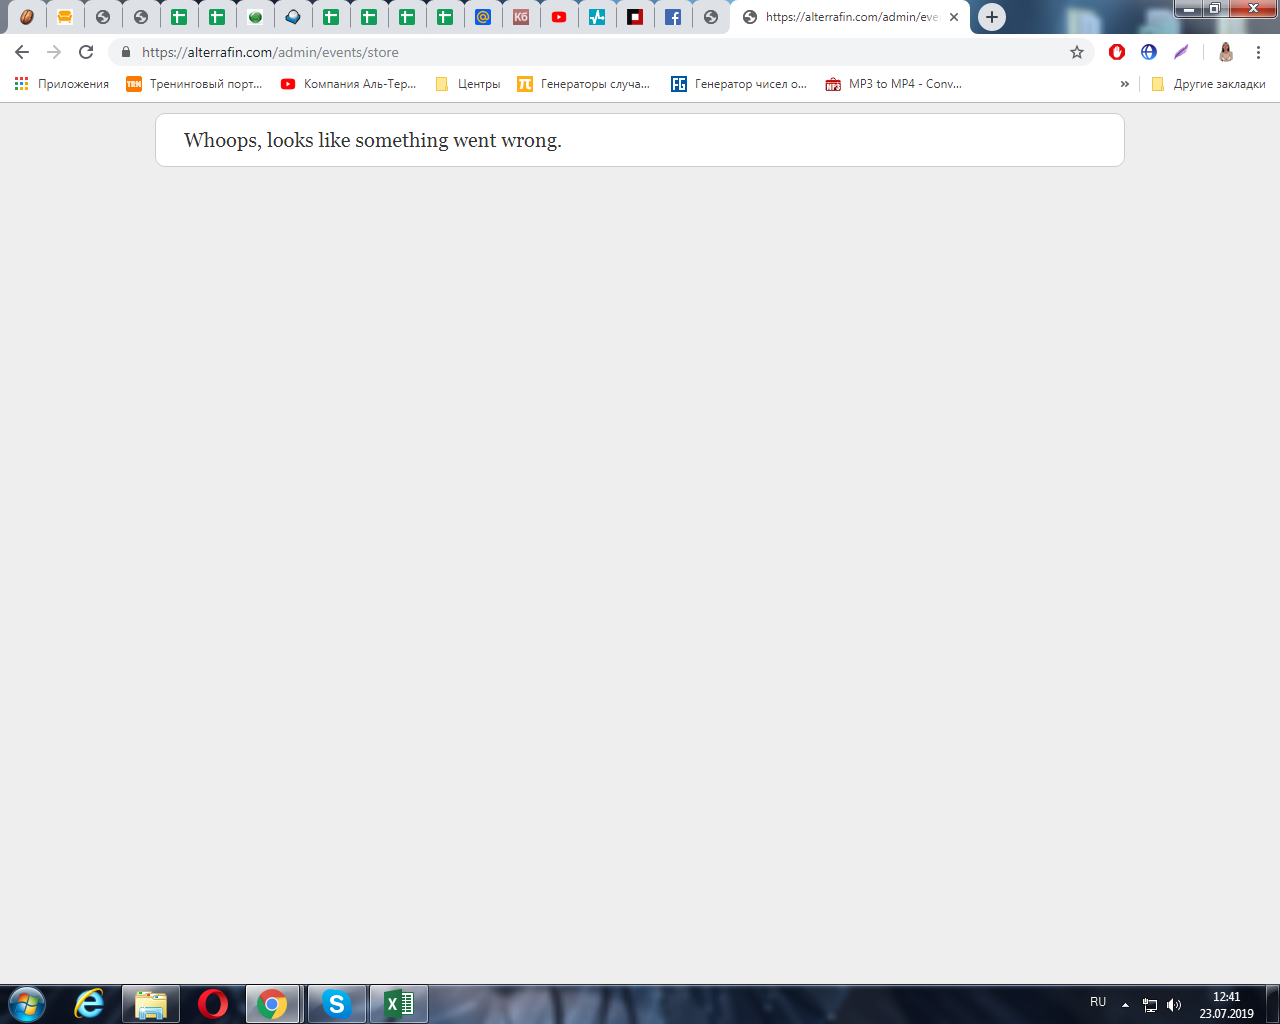 https://alterrafin.com/admin/eve
https://alterrafin.com/admin/events/store
Приложения
Тренинговый порт...
Компания Аль-Тер...
Центры
Генераторы случа...
Генератор чисел о...
MP3 to MP4 - Conv...
»
Другие закладки
Whoops, looks like something went wrong.
RU
12:41
23.07.2019